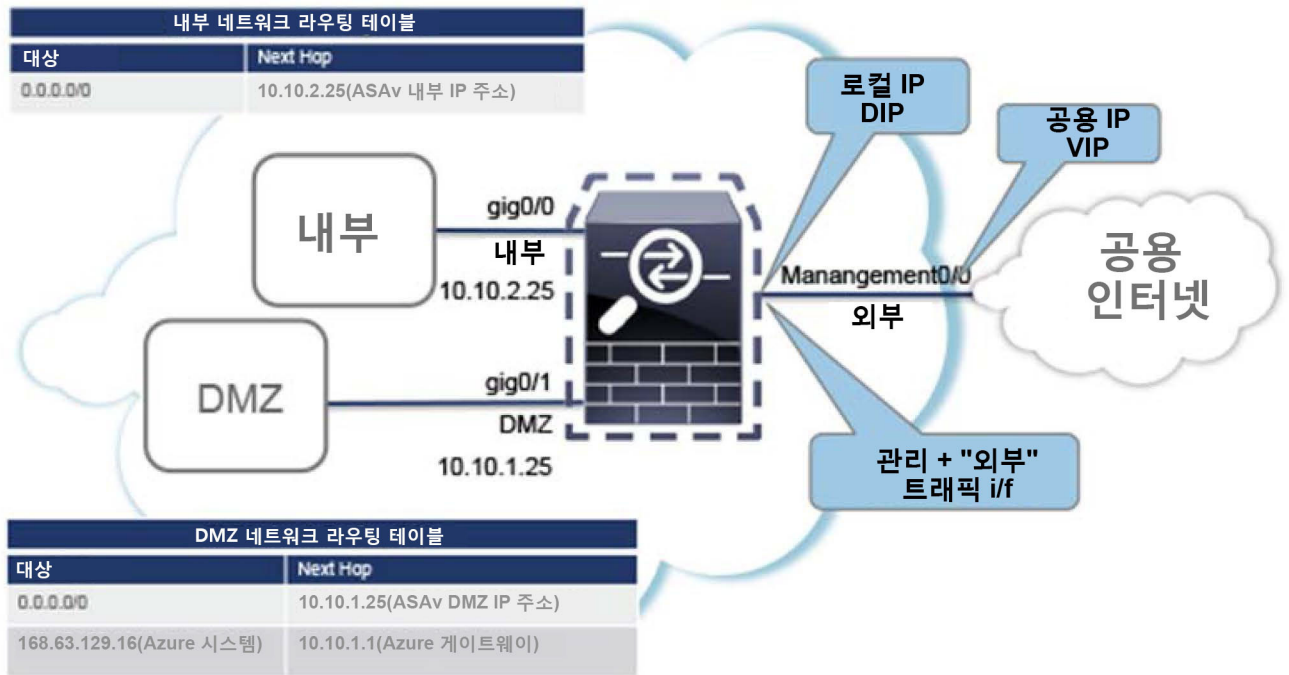 내부 네트워크 라우팅 테이블
대상 Next Hop
0.0.0.0/0 10.10.2.25(ASAv 내부 IP 주소)
로컬 IP
DIP
공용 IP
VIP
내부
gig0/0
내부
10.10.2.25
Manangement0/0
외부
공용
인터넷
DMZ
gig0/1
DMZ
10.10.1.25
관리 + "외부"
트래픽 i/f
DMZ 네트워크 라우팅 테이블
대상 Next Hop
0.0.0.0/0 10.10.1.25(ASAv DMZ IP 주소)
168.63.129.16(Azure 시스템) 10.10.1.1(Azure 게이트웨이)